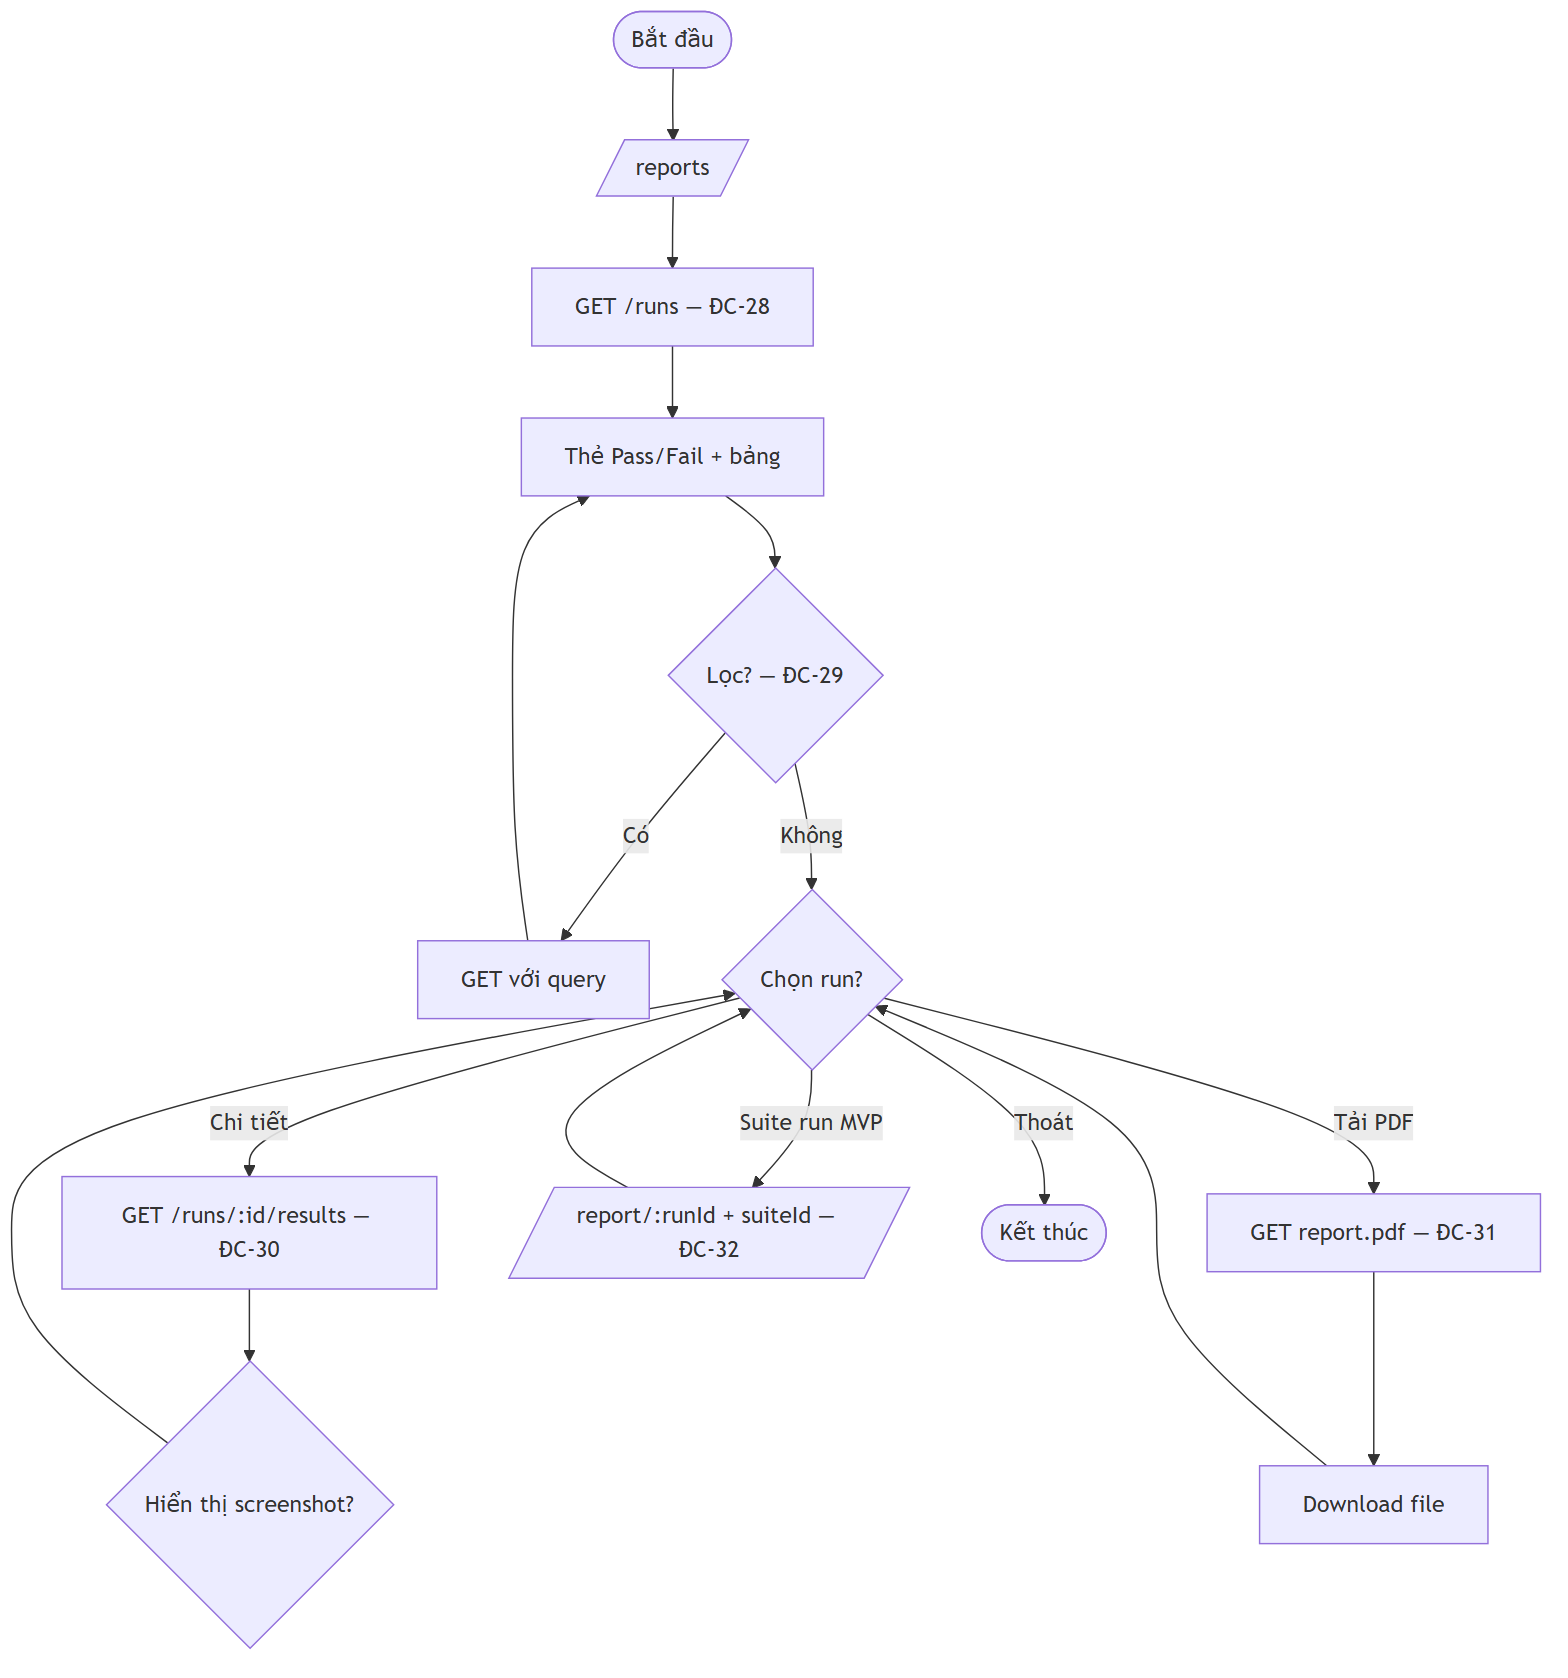 Bắt đầu
reports
GET /runs — ĐC-28
Thẻ Pass/Fail + bảng
Lọc? — ĐC-29
Có
Không
GET với query
Chọn run?
Chi tiết
Suite run MVP
Thoát
Tải PDF
GET /runs/:id/results —
ĐC-30
report/:runId + suiteId —
ĐC-32
Kết thúc
GET report.pdf — ĐC-31
Hiển thị screenshot?
Download file